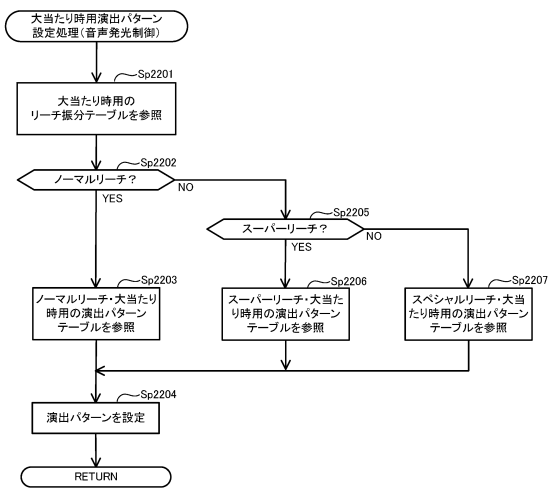 大当たり時用演出パターン
設定処理(音声発光制御)
Sp2201
大当たり時用の
リーチ振分テーブルを参照
Sp2202
ノーマルリーチ?
NO
YES
Sp2205
スーパーリーチ?
NO
YES
Sp2203
ノーマルリーチ・大当たり
時用の演出パターン
テーブルを参照
Sp2206
スーパーリーチ・大当た
り時用の演出パターン
テーブルを参照
Sp2207
スペシャルリーチ・大当
たり時用の演出パターン
テーブルを参照
Sp2204
演出パターンを設定
RETURN